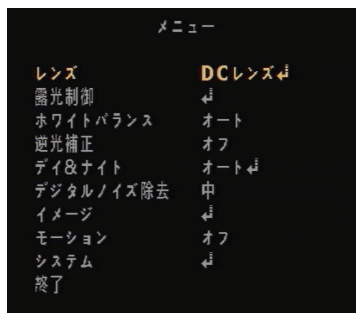 メニュー
レンズ DCレンズ↲
露光制御 ↲
ホワイトバランス オート
逆光補正 オフ
デイ&ナイト オート↲
デジタルノイズ除去 中
イメージ ↲
モーション オフ
システム ↲
終了